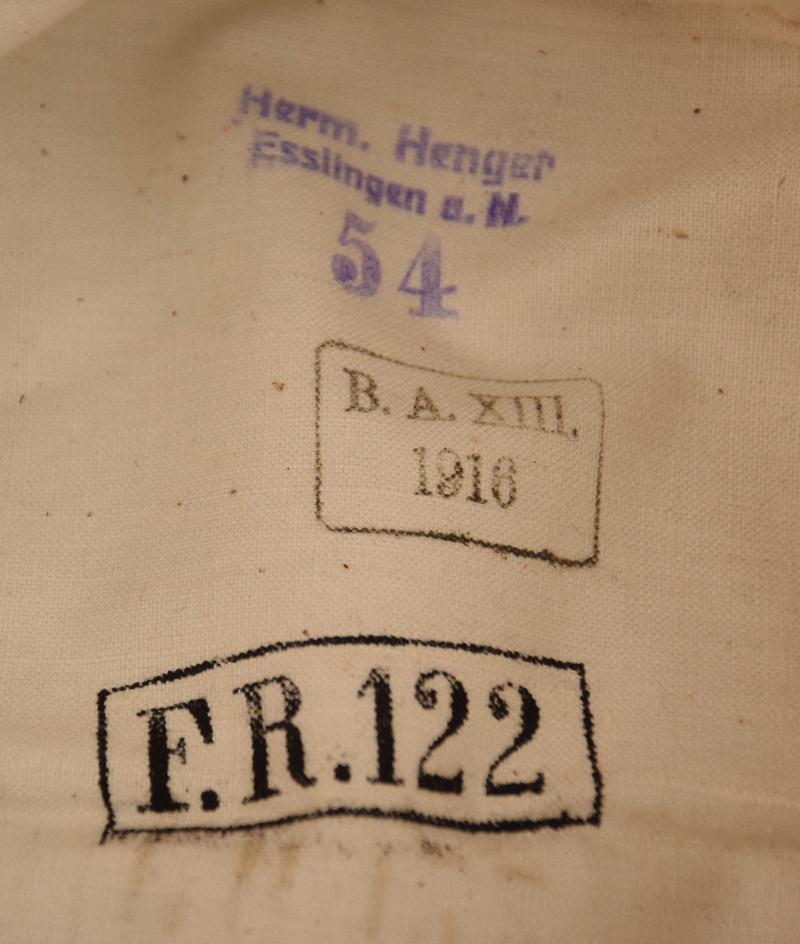 Herm. Henger
Esslingen a. N.
54
B. A. XIII.
1916
F.R.122